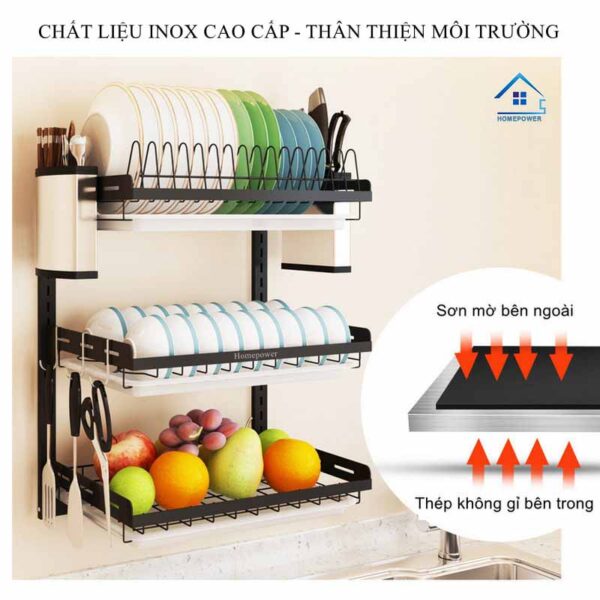 CHẤT LIỆU INOX CAO CẤP - THÂN THIỆN MÔI TRƯỜNG
HOMEPOWER
Sơn mờ bên ngoài
Homepower
Thép không gỉ bên trong